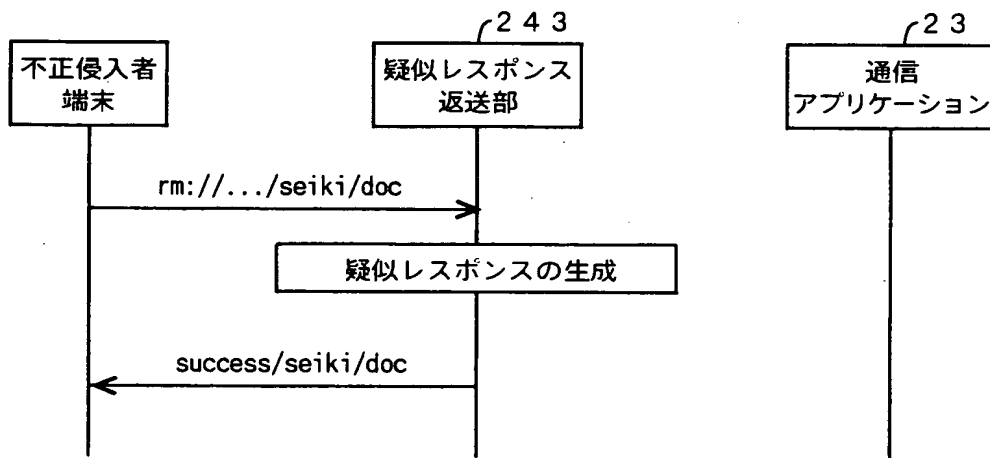 243
23
不正侵入者
端末
疑似レスポンス
返送部
通信
アプリケーション
rm://.../seiki/doc
疑似レスポンスの生成
success/seiki/doc